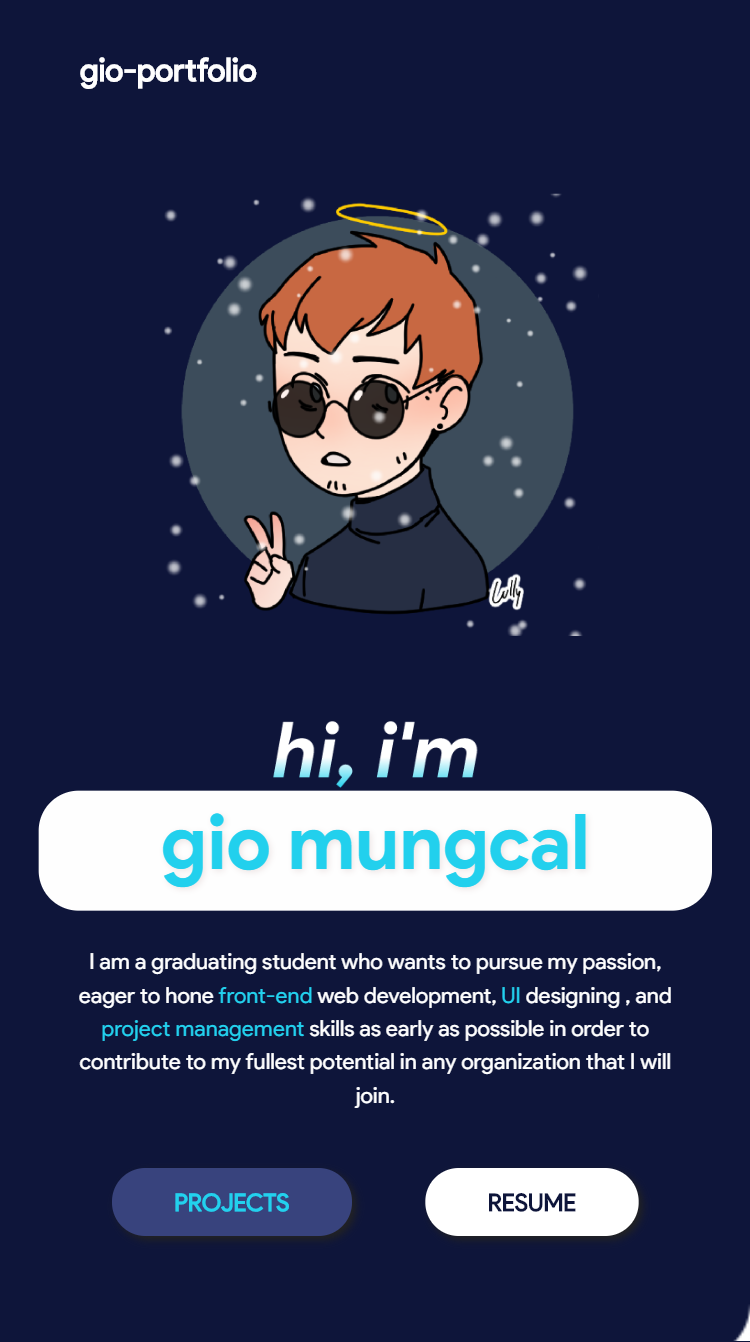 gio-portfolio
hi, i'm
gio mungcal
I am a graduating student who wants to pursue my passion,
eager to hone front-end web development, UI designing , and
project management skills as early as possible in order to
contribute to my fullest potential in any organization that I will
join.
PROJECTS
RESUME